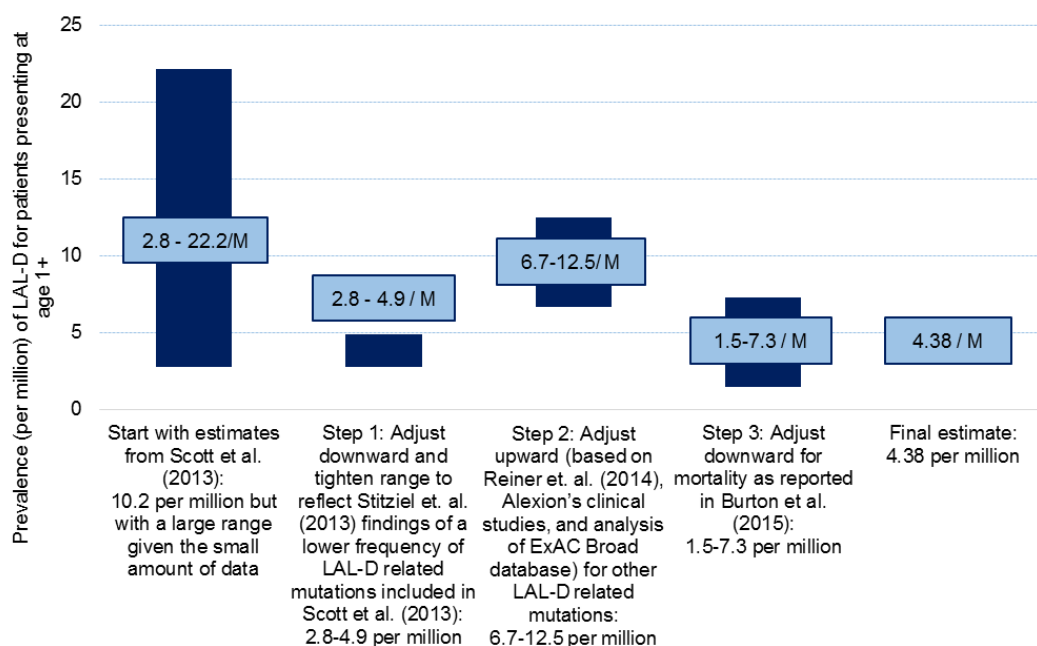 Prevalence (per million) of LAL-D for patients presenting at
age 1+
25
20
15
10
5
0
2.8 - 22.2/M
2.8 - 4.9 / M
6.7-12.5/ M
1.5-7.3 / M
4.38 / M
Start with estimates
from Scott et al.
(2013):
10.2 per million but
with a large range
given the small
amount of data
Step 1: Adjust
downward and
tighten range to
reflect Stitziel et. al.
(2013) findings of a
lower frequency of
LAL-D related
mutations included in
Scott et al. (2013):
2.8-4.9 per million
Step 2: Adjust
upward (based on
Reiner et. al. (2014),
Alexion's clinical
studies, and analysis
of ExAC Broad
database) for other
LAL-D related
mutations:
6.7-12.5 per million
Step 3: Adjust
downward for
mortality as reported
in Burton et al.
(2015):
1.5-7.3 per million
Final estimate:
4.38 per million